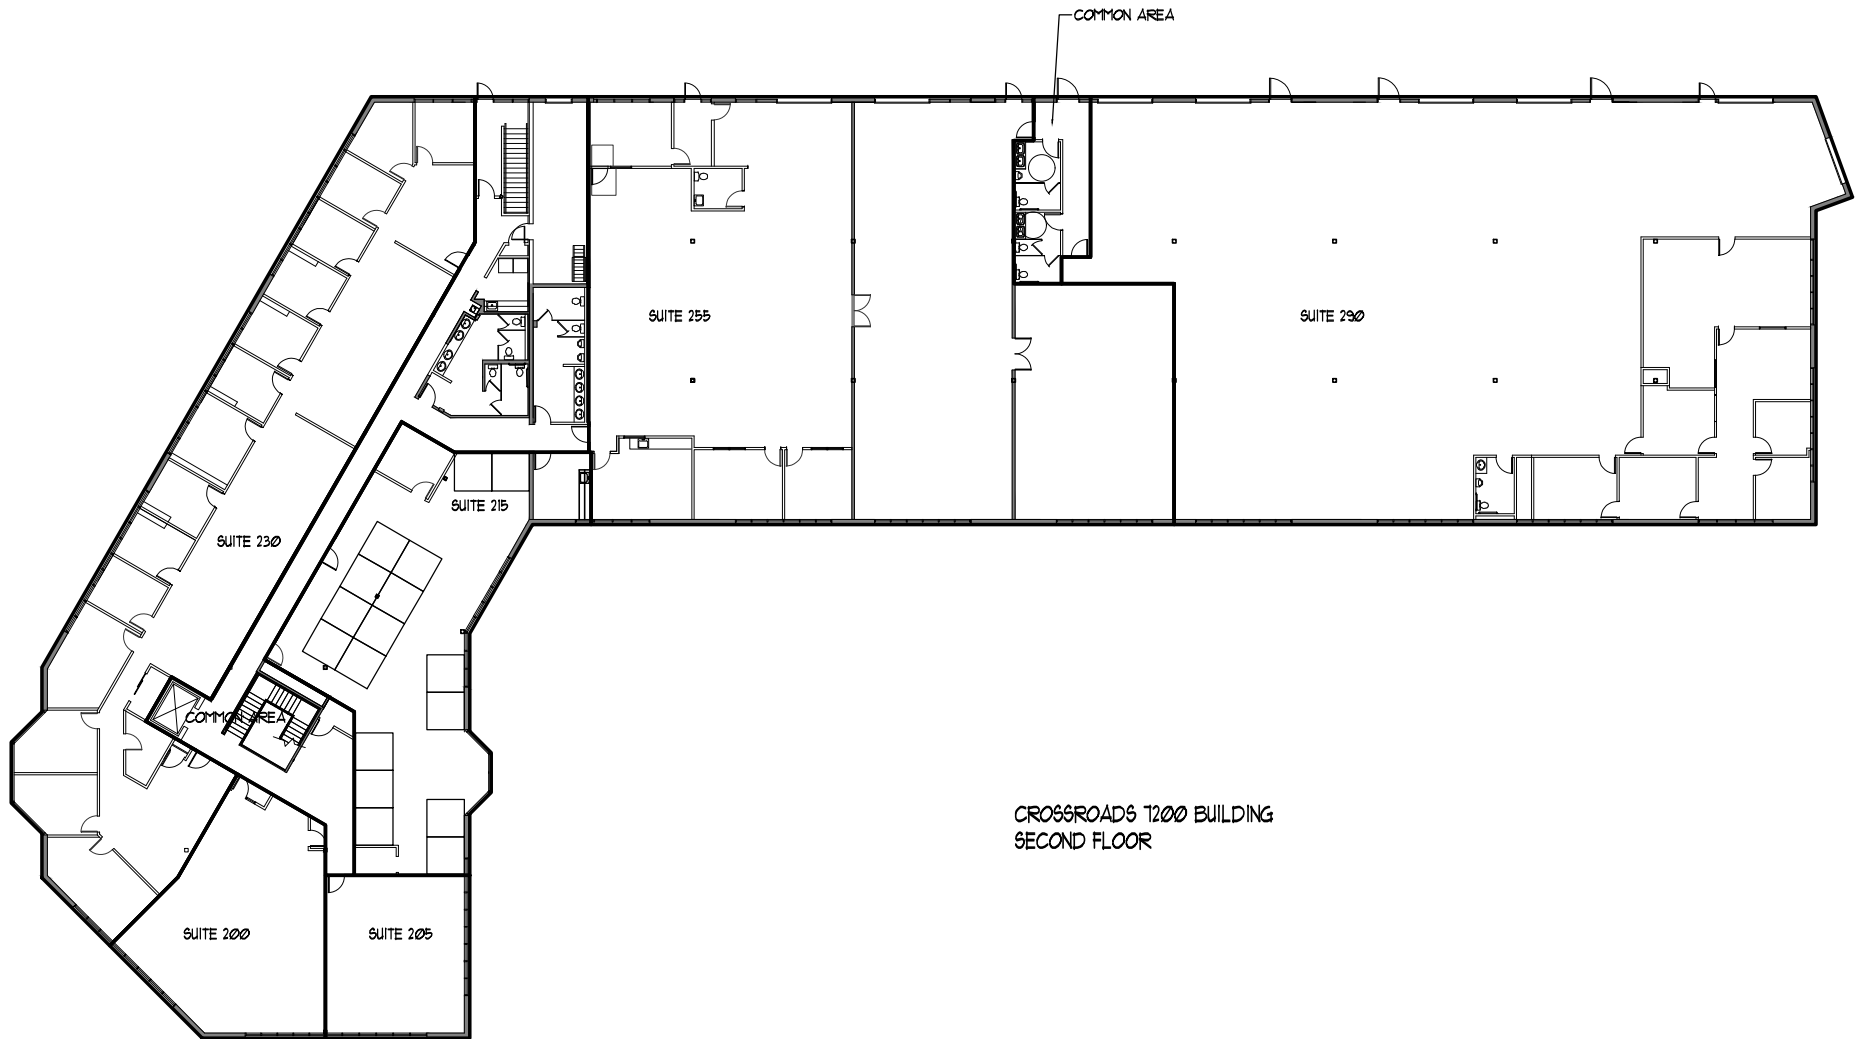 COMMON AREA
SUITE 255
SUITE 290
SUITE 215
SUITE 230
COMMON AREA
CROSSROADS 7200 BUILDING
SECOND FLOOR
SUITE 200
SUITE 205